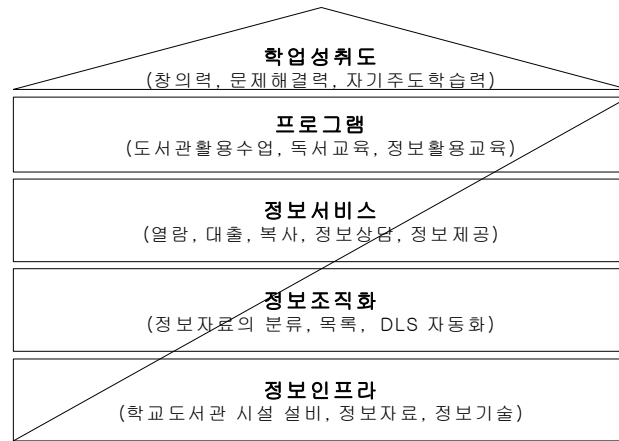 학업성취도
(창의력, 문제해결력, 자기주도학습력)
프로그램
(도서관활용수업, 독서교육, 정보활용교육)
정보서비스
(열람, 대출, 복사, 정보상담, 정보제공)
정보조직화
(정보자료의 분류, 목록, DLS 자동화)
정보인프라
(학교도서관 시설 설비, 정보자료, 정보기술)